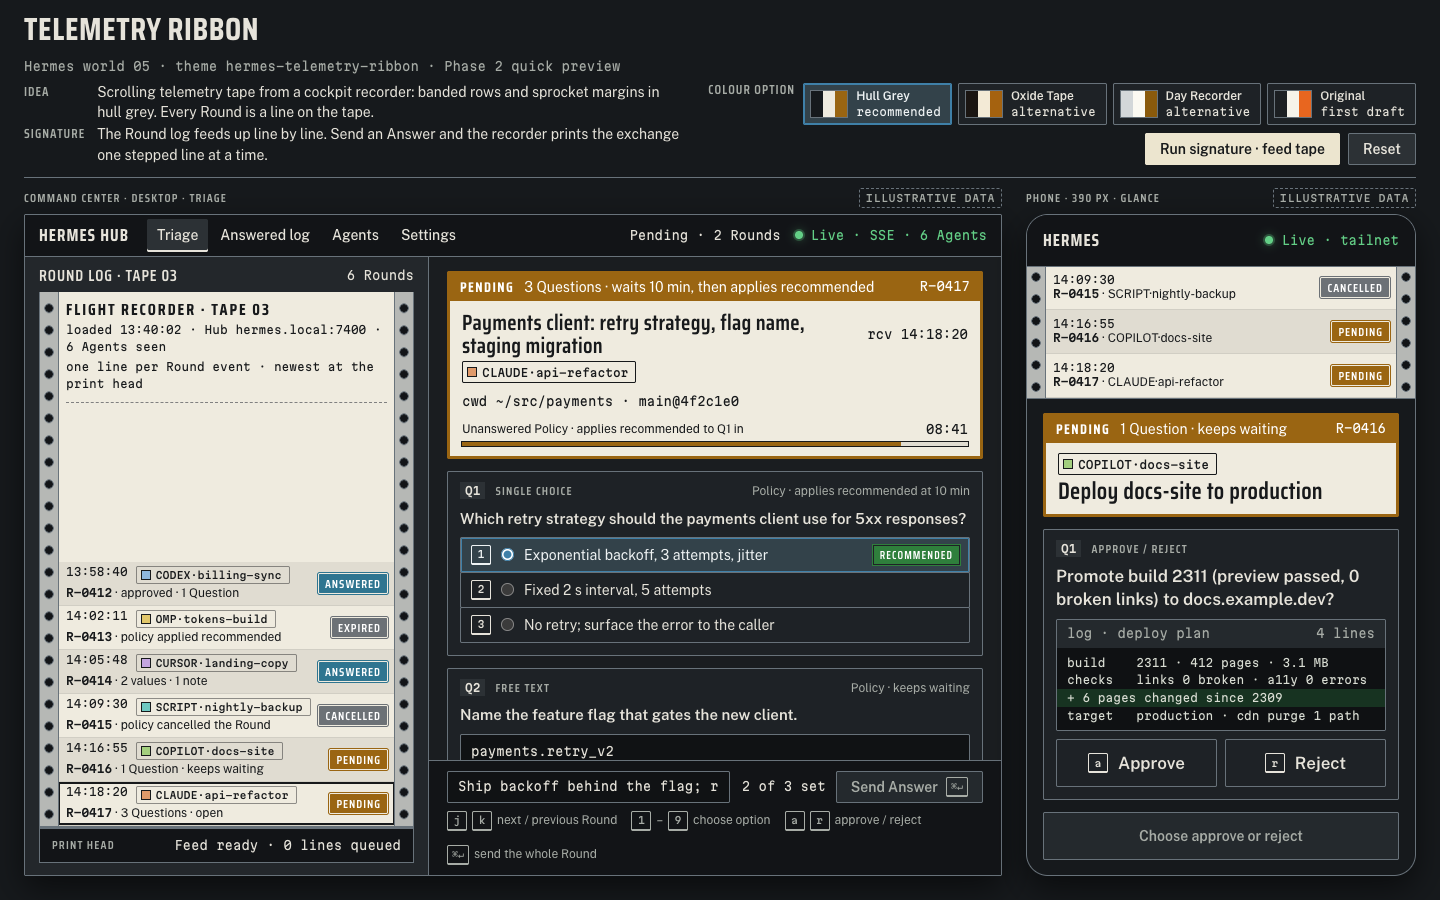 TELEMETRY RIBBON
Hermes world 05 · theme hermes-telemetry-ribbon · Phase 2 quick preview
IDEA
Scrolling telemetry tape from a cockpit recorder: banded rows and sprocket margins in
hull grey. Every Round is a line on the tape.
SIGNATURE
The Round log feeds up line by line. Send an Answer and the recorder prints the exchange
one stepped line at a time.
COLOUR OPTION
Hull Grey
recommended
Oxide Tape
alternative
Day Recorder
alternative
Original
first draft
Run signature · feed tape
Reset
COMMAND CENTER · DESKTOP · TRIAGE
ILLUSTRATIVE DATA
HERMES HUB
Triage
Answered log
Agents
Settings
Pending · 2 Rounds
Live · SSE · 6 Agents
ROUND LOG · TAPE 03
6 Rounds
FLIGHT RECORDER · TAPE 03
loaded 13:40:02 · Hub hermes.local:7400 ·
6 Agents seen
one line per Round event · newest at the
print head
13:58:40 CODEX·billing-sync
R-0412 · approved · 1 Question
ANSWERED
14:02:11 OMP·tokens-build
R-0413 · policy applied recommended
EXPIRED
14:05:48 CURSOR·landing-copy
R-0414 · 2 values · 1 note
ANSWERED
14:09:30 SCRIPT·nightly-backup
R-0415 · policy cancelled the Round
CANCELLED
14:16:55 COPILOT·docs-site
R-0416 · 1 Question · keeps waiting
PENDING
14:18:20 CLAUDE·api-refactor
R-0417 · 3 Questions · open
PENDING
PRINT HEAD
Feed ready · 0 lines queued
PENDING 3 Questions · waits 10 min, then applies recommended R-0417
Payments client: retry strategy, flag name,
staging migration
rcv 14:18:20
CLAUDE·api-refactor
cwd ~/src/payments · main@4f2c1e0
Unanswered Policy · applies recommended to Q1 in 08:41
Q1 SINGLE CHOICE Policy · applies recommended at 10 min
Which retry strategy should the payments client use for 5xx responses?
1 Exponential backoff, 3 attempts, jitter RECOMMENDED
2 Fixed 2 s interval, 5 attempts
3 No retry; surface the error to the caller
Q2 FREE TEXT Policy · keeps waiting
Name the feature flag that gates the new client.
payments.retry_v2
Ship backoff behind the flag; r
2 of 3 set
Send Answer ⌘↵
j k next / previous Round 1 – 9 choose option a r approve / reject
⌘↵ send the whole Round
PHONE · 390 PX · GLANCE
ILLUSTRATIVE DATA
HERMES
Live · tailnet
14:09:30
R-0415 · SCRIPT·nightly-backup
CANCELLED
14:16:55
R-0416 · COPILOT·docs-site
PENDING
14:18:20
R-0417 · CLAUDE·api-refactor
PENDING
PENDING 1 Question · keeps waiting R-0416
COPILOT·docs-site
Deploy docs-site to production
Q1 APPROVE / REJECT
Promote build 2311 (preview passed, 0
broken links) to docs.example.dev?
log · deploy plan 4 lines
build 2311 · 412 pages · 3.1 MB
checks links 0 broken · a11y 0 errors
+ 6 pages changed since 2309
target production · cdn purge 1 path
a Approve
r Reject
Choose approve or reject